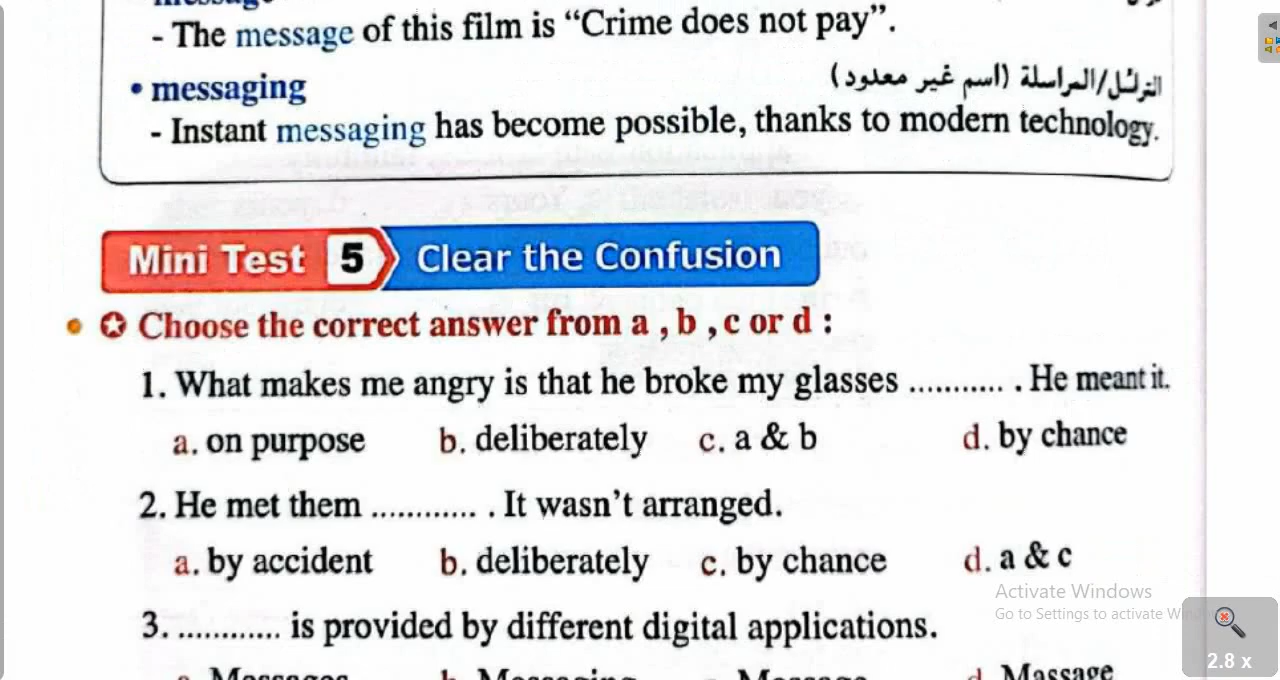 - The message of this film is “Crime does not pay”.
• messaging (اسم غير معدود) التراسُل/المراسلة
- Instant messaging has become possible, thanks to modern technology.
Mini Test 5 Clear the Confusion
Choose the correct answer from a , b , c or d :
1. What makes me angry is that he broke my glasses ........... . He meant it.
a. on purpose b. deliberately c. a & b d. by chance
2. He met them ............ . It wasn’t arranged.
a. by accident b. deliberately c. by chance d. a & c
Activate Windows
Go to Settings to activate
3. ............ is provided by different digital applications.
Messages Messaging Message Massage
2.8 x